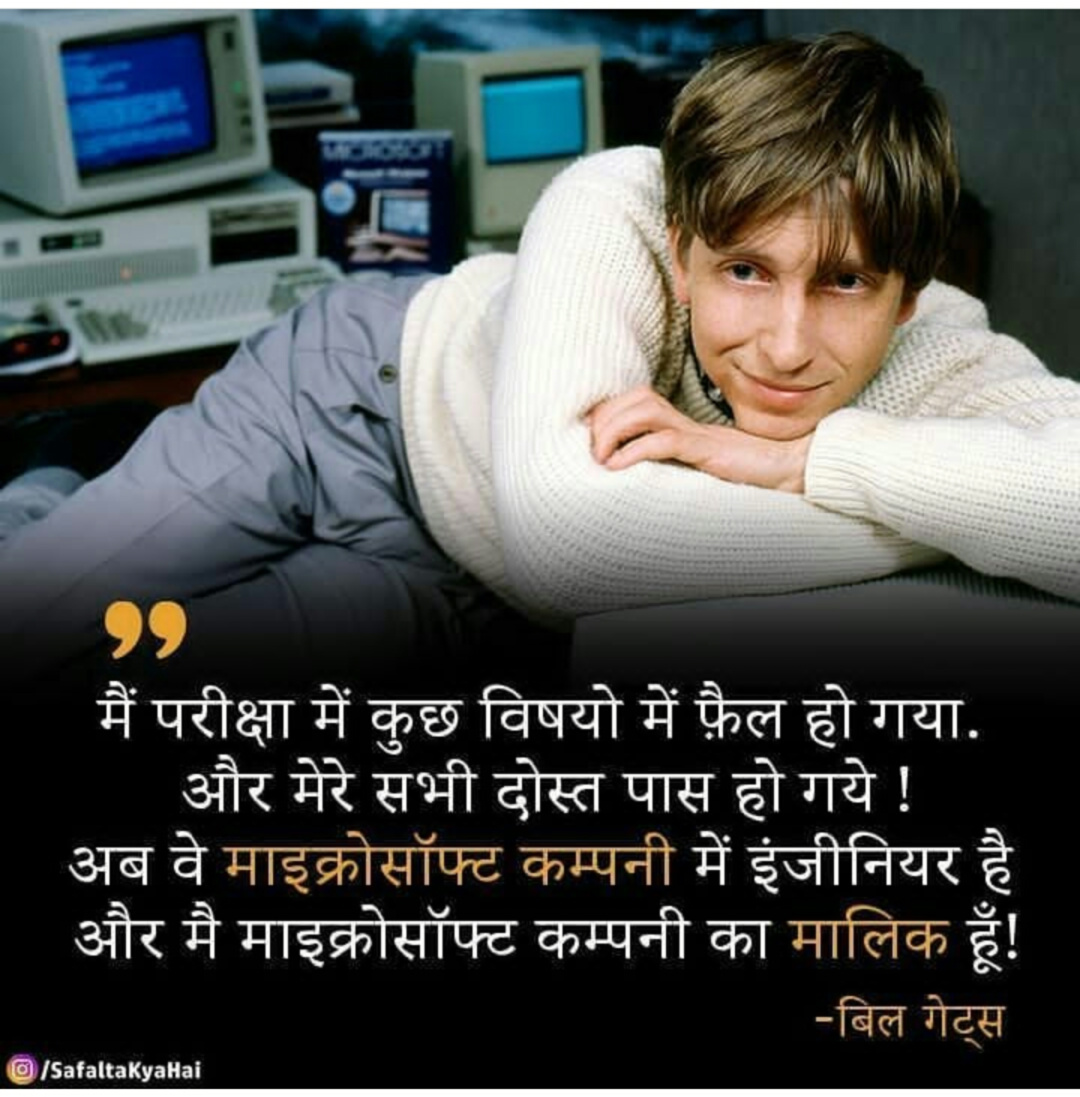 MICROSOFT
”
मैं परीक्षा में कुछ विषयो में फ़ैल हो गया.
और मेरे सभी दोस्त पास हो गये !
अब वे माइक्रोसॉफ्ट कम्पनी में इंजीनियर है
और मै माइक्रोसॉफ्ट कम्पनी का मालिक हूँ!
-बिल गेट्स
/SafaltaKyaHai